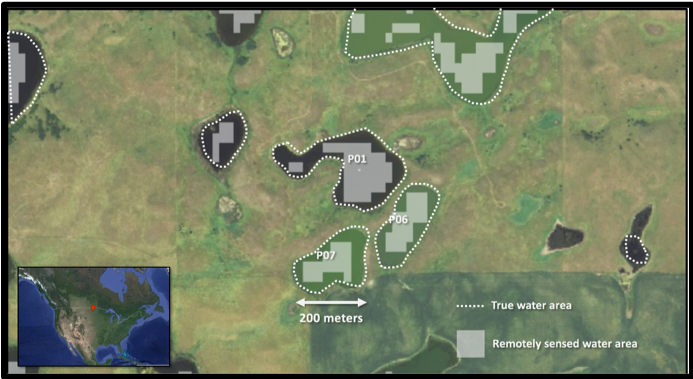 P01
P06
P07
200 meters
True water area
Remotely sensed water area